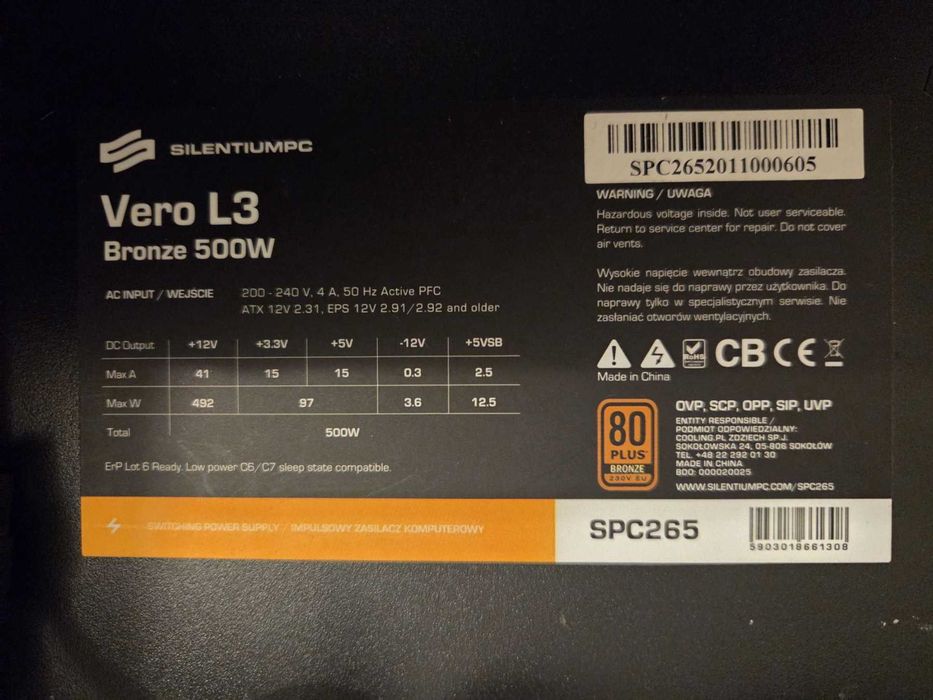 SILENTIUMPC
Vero L3
Bronze 500W
AC INPUT / WEJŚCIE 200 - 240 V, 4 A, 50 Hz Active PFC
ATX 12V 2.31, EPS 12V 2.91/2.92 and older
DC Output +12V +3.3V +5V -12V +5VSB
Max A 41 15 15 0.3 2.5
Max W 492 97 3.6 12.5
Total 500W
ErP Lot 6 Ready. Low power C6/C7 sleep state compatible.
SWITCHING POWER SUPPLY / IMPULSOWY ZASILACZ KOMPUTEROWY
SPC2652011000605
WARNING / UWAGA
Hazardous voltage inside. Not user serviceable.
Return to service center for repair. Do not cover
air vents.
Wysokie napięcie wewnątrz obudowy zasilacza.
Nie nadaje się do naprawy przez użytkownika. Do
naprawy tylko w specjalistycznym serwisie. Nie
zasłaniać otworów wentylacyjnych.
RoHS CB CE
Made in China
80
PLUS
BRONZE
230V EU
OVP, SCP, OPP, SIP, UVP
ENTITY RESPONSIBLE /
PODMIOT ODPOWIEDZIALNY:
COOLING.PL ZDZIECH SP.J.
SOKOŁOWSKA 24, 05-806 SOKOŁÓW
TEL. +48 22 292 01 30
MADE IN CHINA
BDO: 000020025
WWW.SILENTIUMPC.COM/SPC265
SPC265
5903018661308